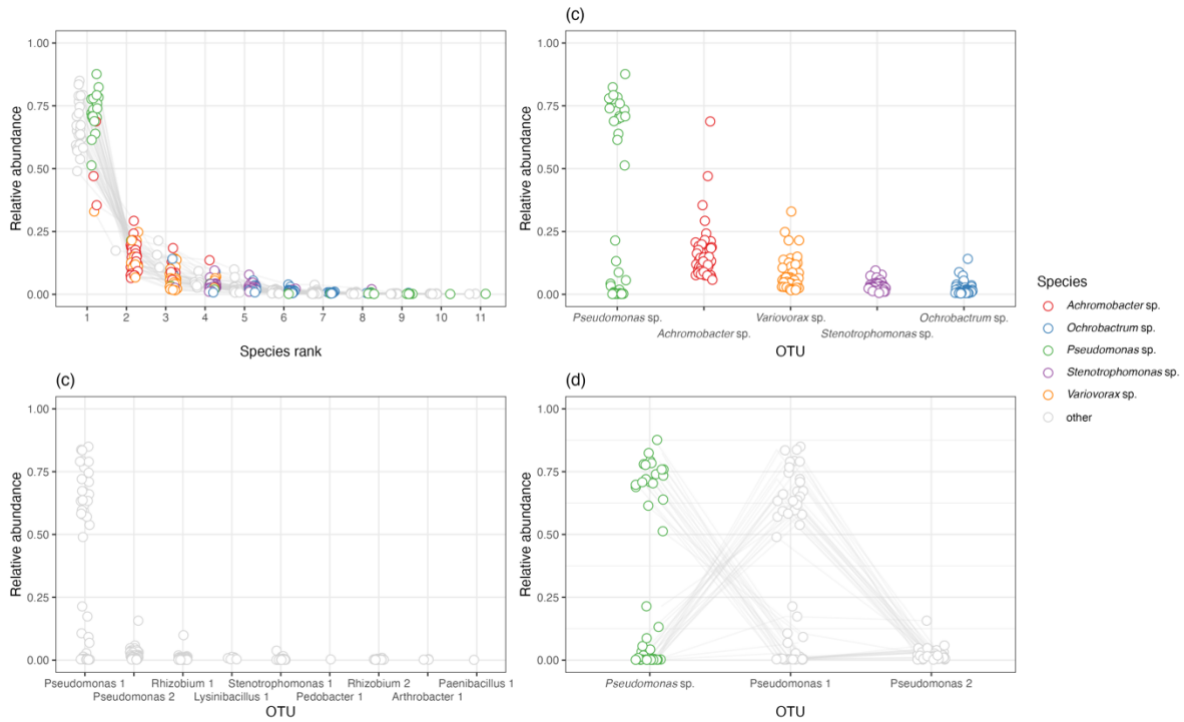 (c)
1.00
0.75
0.50
0.25
0.00
Relative abundance
1 2 3 4 5 6 7 8 9 10 11
Species rank
1.00
0.75
0.50
0.25
0.00
Relative abundance
Pseudomonas sp. Variovorax sp. Ochrobactrum sp.
Achromobacter sp. Stenotrophomonas sp.
OTU
Species
Achromobacter sp.
Ochrobactrum sp.
Pseudomonas sp.
Stenotrophomonas sp.
Variovorax sp.
other
(c)
1.00
0.75
0.50
0.25
0.00
Relative abundance
Pseudomonas 1 Rhizobium 1 Stenotrophomonas 1 Rhizobium 2 Paenibacillus 1
Pseudomonas 2 Lysinibacillus 1 Pedobacter 1 Arthrobacter 1
OTU
(d)
1.00
0.75
0.50
0.25
0.00
Relative abundance
Pseudomonas sp. Pseudomonas 1 Pseudomonas 2
OTU